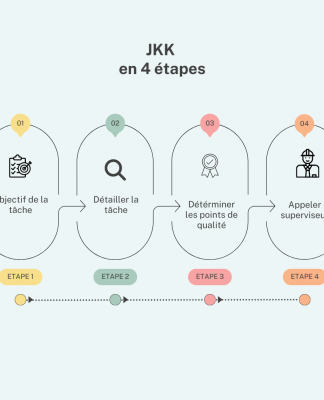 JKK
en 4 étapes
01
02
03
04
bjectif de la
tâche
Détailler la
tâche
Détérminer
les points de
qualité
Appeler
superviseu
ETAPE 1
ETAPE 2
ETAPE 3
ETAPE 4